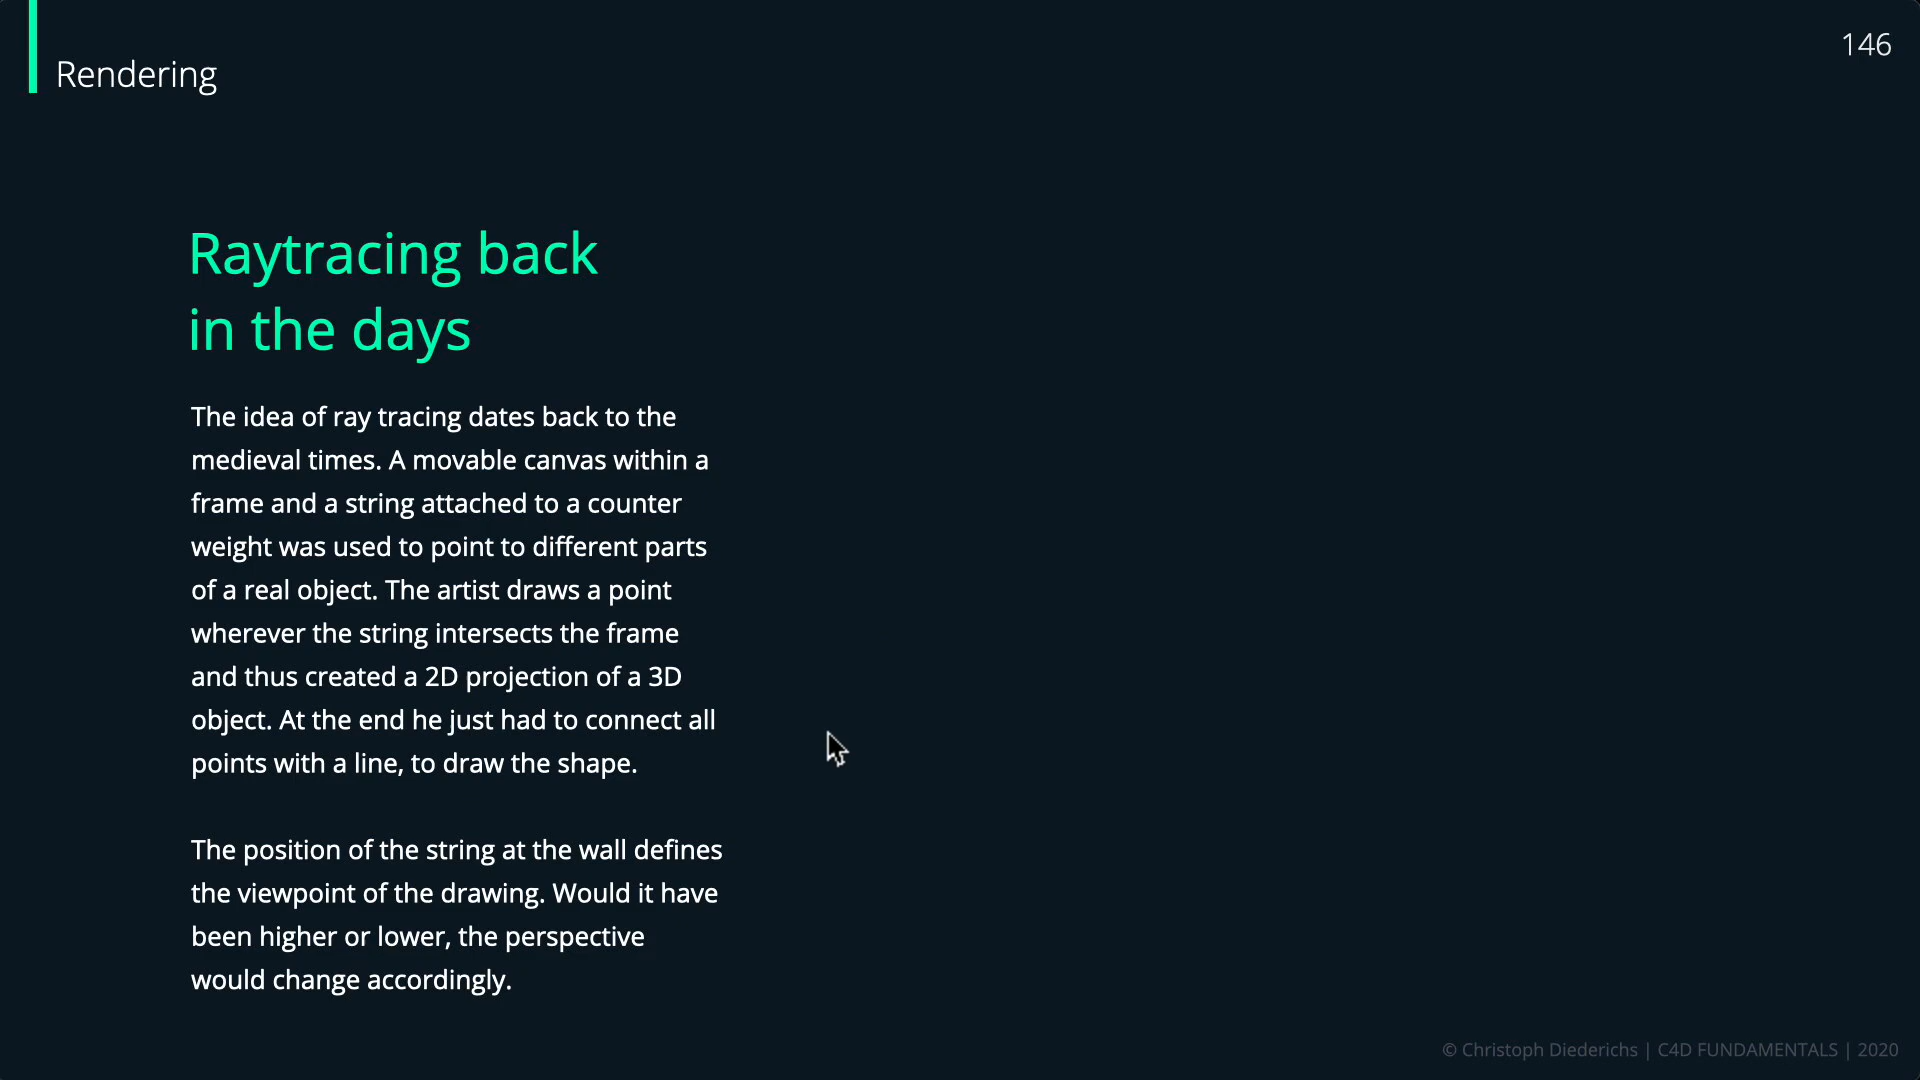 Rendering
146
Raytracing back
in the days
The idea of ray tracing dates back to the
medieval times. A movable canvas within a
frame and a string attached to a counter
weight was used to point to different parts
of a real object. The artist draws a point
wherever the string intersects the frame
and thus created a 2D projection of a 3D
object. At the end he just had to connect all
points with a line, to draw the shape.
The position of the string at the wall defines
the viewpoint of the drawing. Would it have
been higher or lower, the perspective
would change accordingly.
© Christoph Diederichs | C4D FUNDAMENTALS | 2020